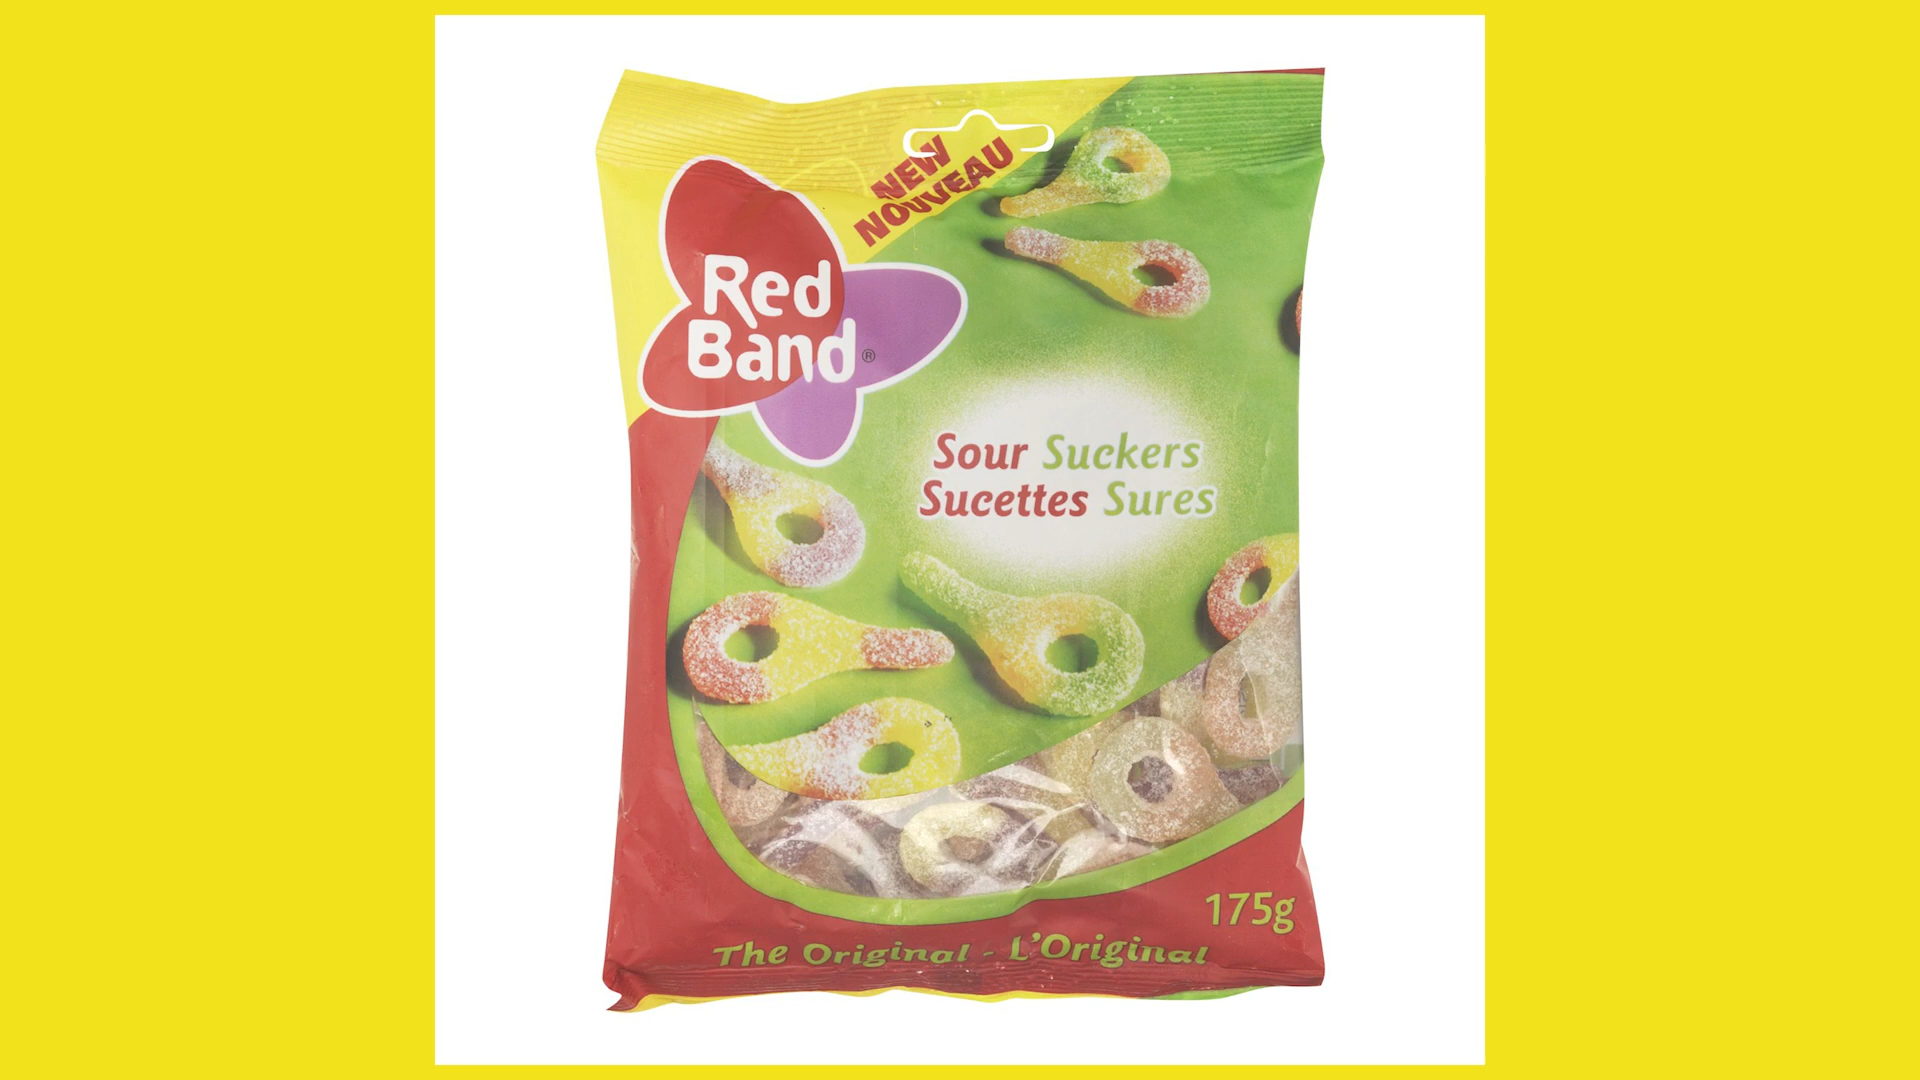 NEW
NOUVEAU
Red
Band®
Sour Suckers
Sucettes Sures
175g
The Original - L'Original